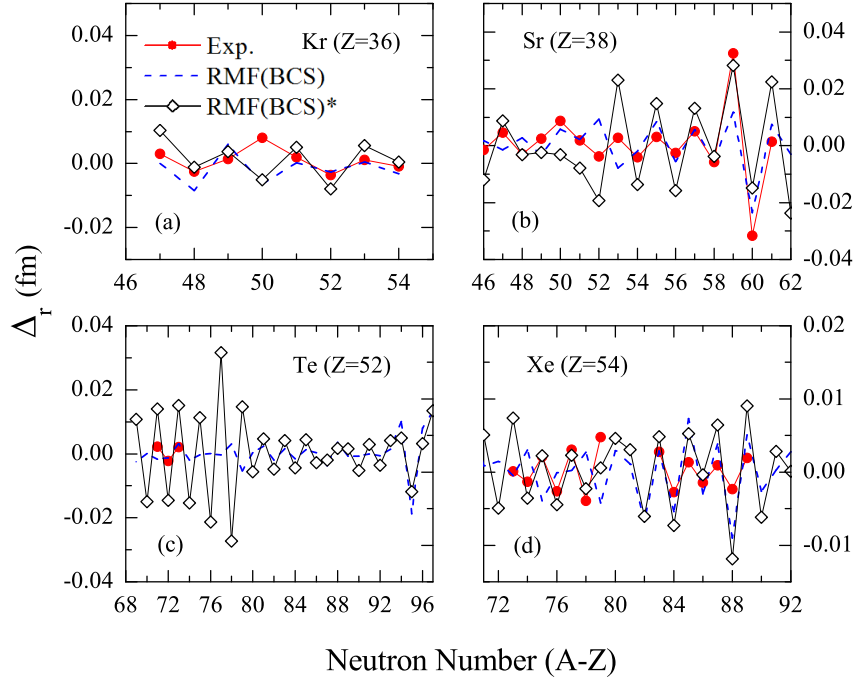 0.04
0.02
0.00
-0.02
Exp.
RMF(BCS)
RMF(BCS)*
Kr (Z=36)
(a)
46 48 50 52 54
Sr (Z=38)
(b)
0.04
0.02
0.00
-0.02
-0.04
46 48 50 52 54 56 58 60 62
Δr (fm)
0.04
0.02
0.00
-0.02
-0.04
Te (Z=52)
(c)
68 72 76 80 84 88 92 96
Xe (Z=54)
(d)
0.02
0.01
0.00
-0.01
72 76 80 84 88 92
Neutron Number (A-Z)